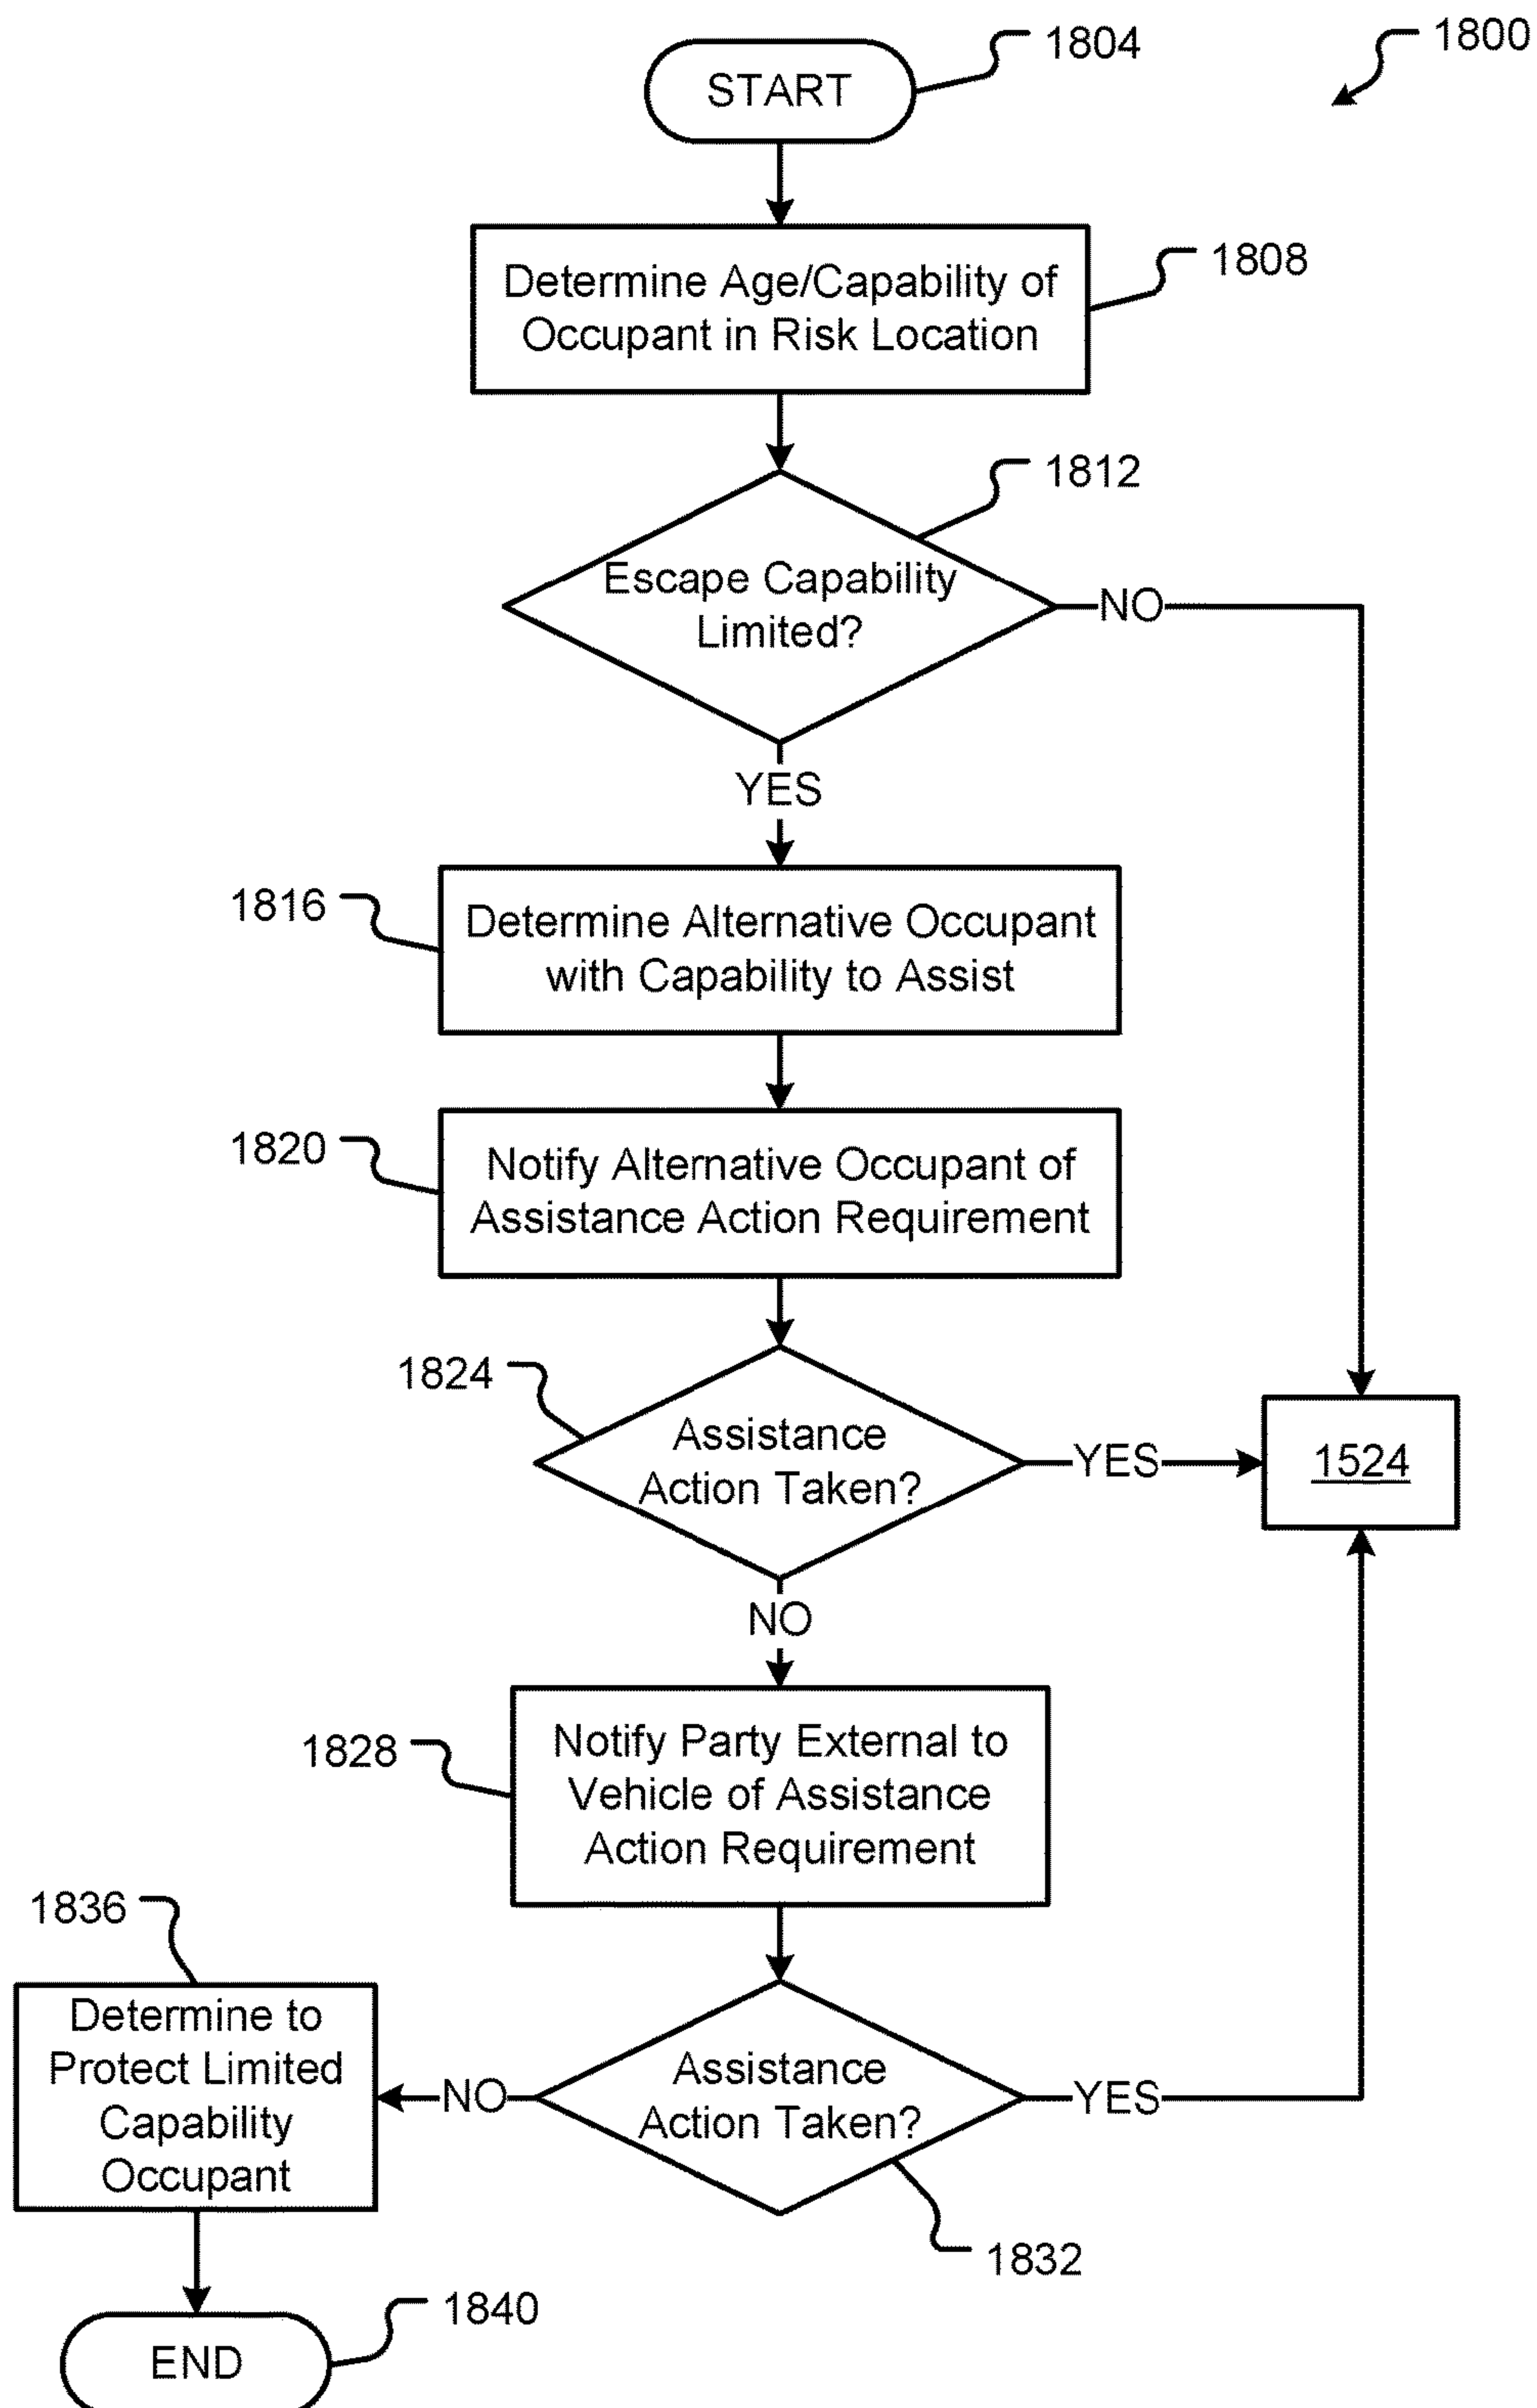 1804
1800
START
1808
Determine Age/Capability of
Occupant in Risk Location
1812
Escape Capability
Limited?
NO
YES
1816
Determine Alternative Occupant
with Capability to Assist
1820
Notify Alternative Occupant of
Assistance Action Requirement
1824
Assistance
Action Taken?
YES
1524
NO
1828
Notify Party External to
Vehicle of Assistance
Action Requirement
1836
Determine to
Protect Limited
Capability
Occupant
NO
Assistance
Action Taken?
YES
1832
1840
END